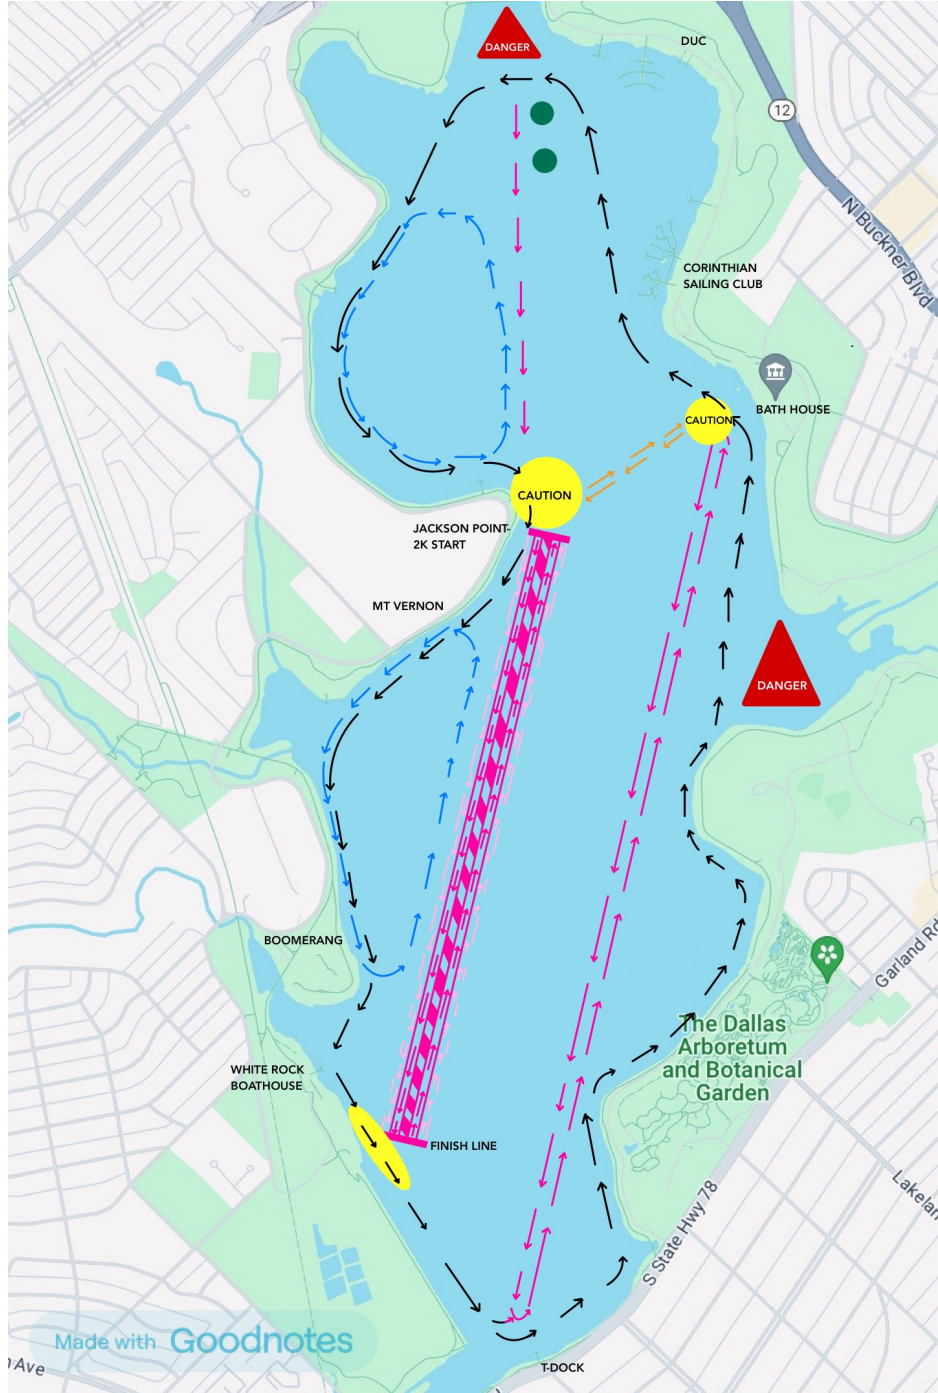 DANGER
DUC
12
N Buckner Blvd
CORINTHIAN
SAILING CLUB
BATH HOUSE
CAUTION
CAUTION
JACKSON POINT-
2K START
MT VERNON
DANGER
BOOMERANG
Garland Rd
The Dallas
Arboretum
and Botanical
Garden
WHITE ROCK
BOATHOUSE
FINISH LINE
S State Hwy 78
Made with Goodnotes
T-DOCK
Ave